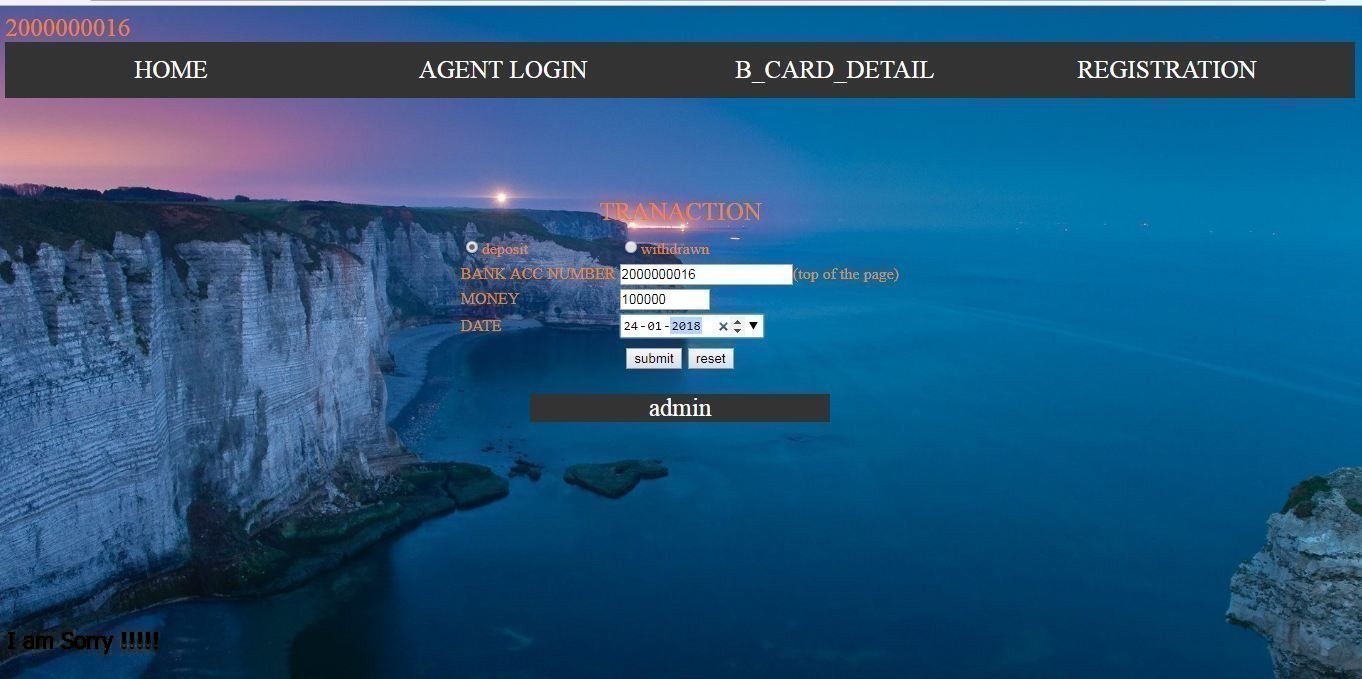 2000000016
HOME AGENT LOGIN B_CARD_DETAIL REGISTRATION
TRANACTION
deposit withdrawn
BANK ACC NUMBER 2000000016 (top of the page)
MONEY 100000
DATE 24-01-2018
submit reset
admin
I am Sorry !!!!!